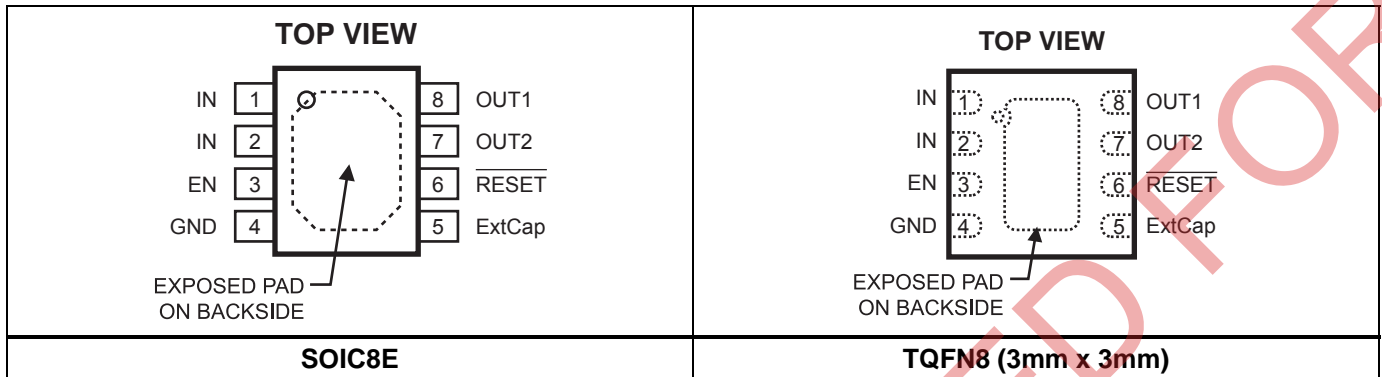 TOP VIEW
IN 1 8 OUT1
IN 2 7 OUT2
EN 3 6 RESET
GND 4 5 ExtCap
EXPOSED PAD
ON BACKSIDE
SOIC8E
TOP VIEW
IN 1 8 OUT1
IN 2 7 OUT2
EN 3 6 RESET
GND 4 5 ExtCap
EXPOSED PAD
ON BACKSIDE
TQFN8 (3mm x 3mm)